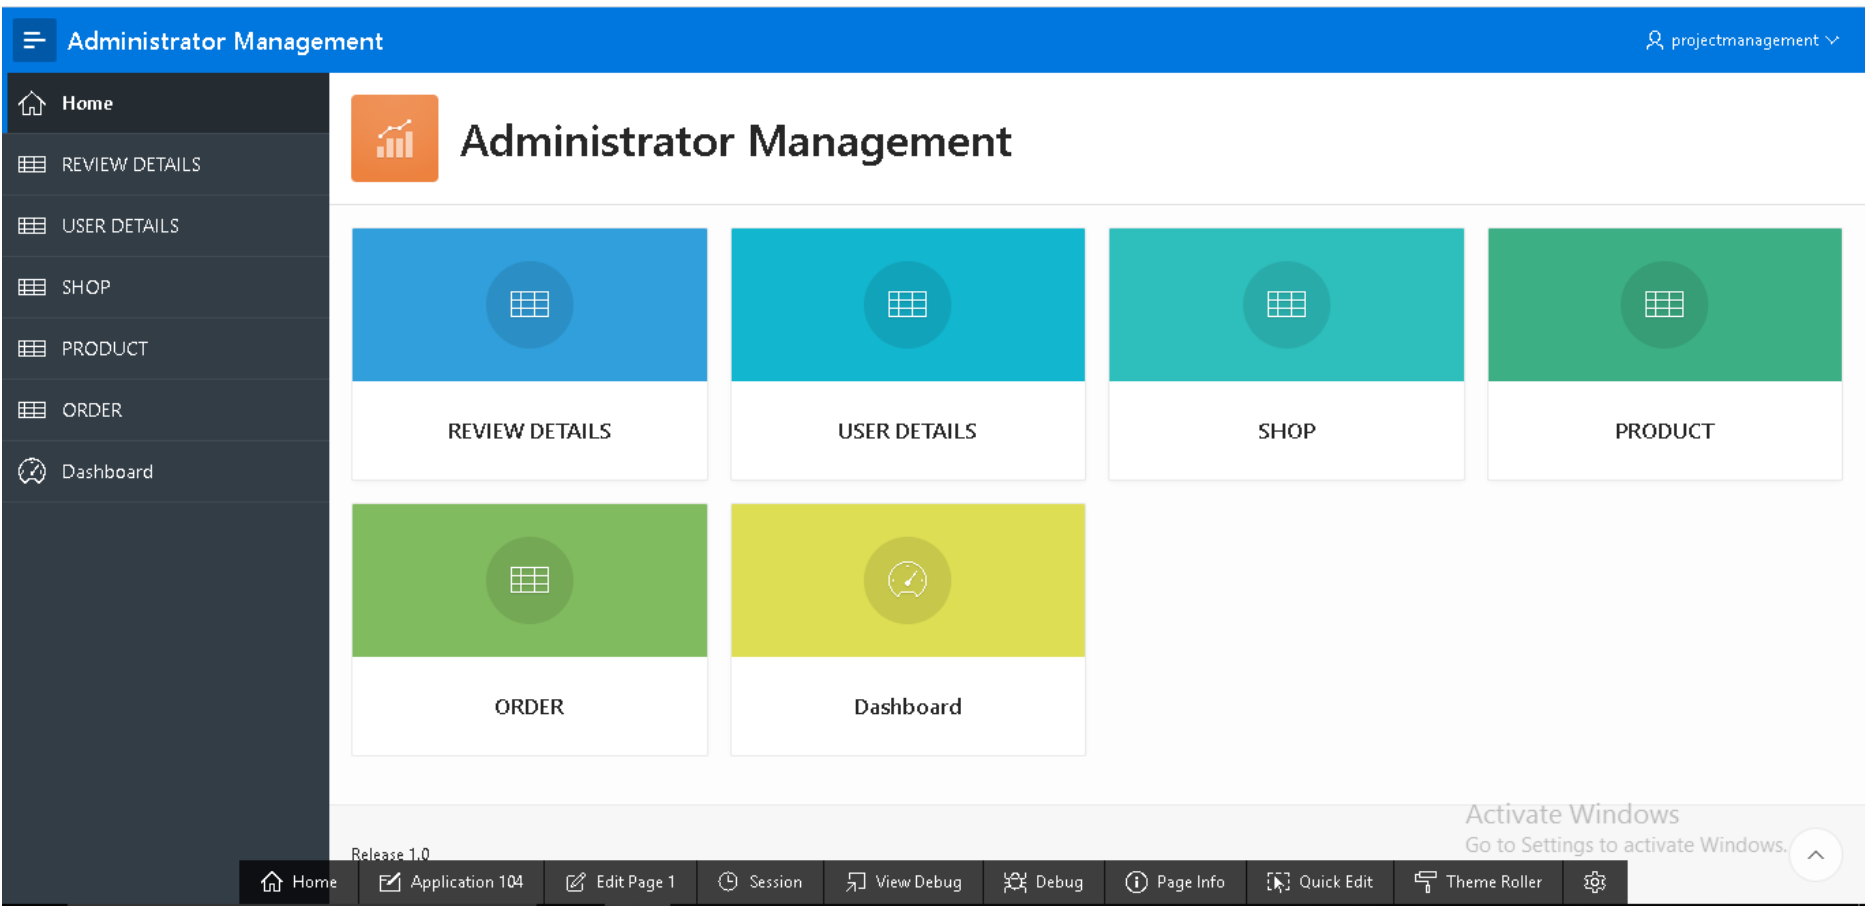 Administrator Management
projectmanagement
Home
REVIEW DETAILS
USER DETAILS
SHOP
PRODUCT
ORDER
Dashboard
Administrator Management
REVIEW DETAILS
USER DETAILS
SHOP
PRODUCT
ORDER
Dashboard
Activate Windows
Go to Settings to activate Windows.
Release 1.0
Home
Application 104
Edit Page 1
Session
View Debug
Debug
Page Info
Quick Edit
Theme Roller